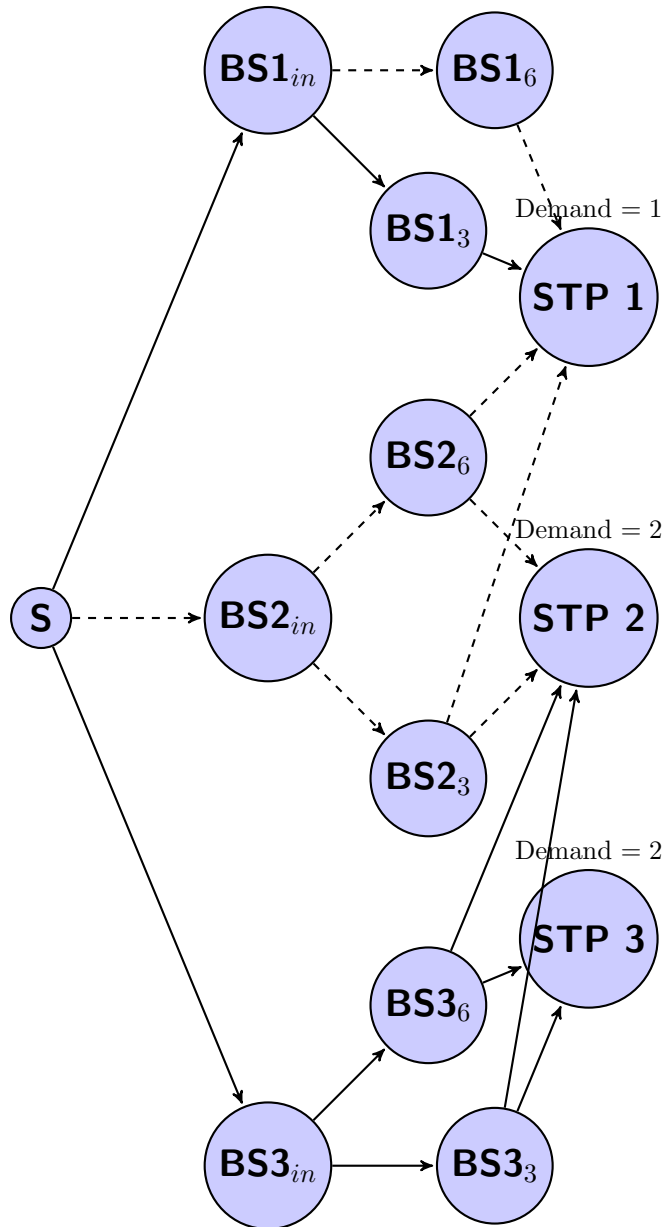 BS1in
BS16
BS13
Demand = 1
STP 1
BS26
Demand = 2
S
BS2in
STP 2
BS23
Demand = 2
STP 3
BS36
BS3in
BS33